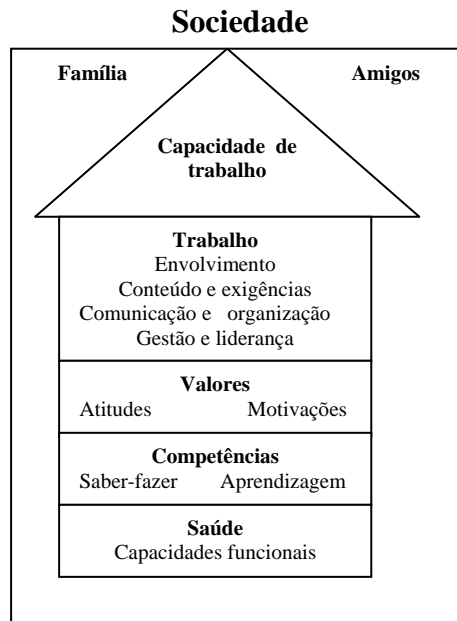 Sociedade
Família Amigos
Capacidade de
trabalho
Trabalho
Envolvimento
Conteúdo e exigências
Comunicação e organização
Gestão e liderança
Valores
Atitudes Motivações
Competências
Saber-fazer Aprendizagem
Saúde
Capacidades funcionais